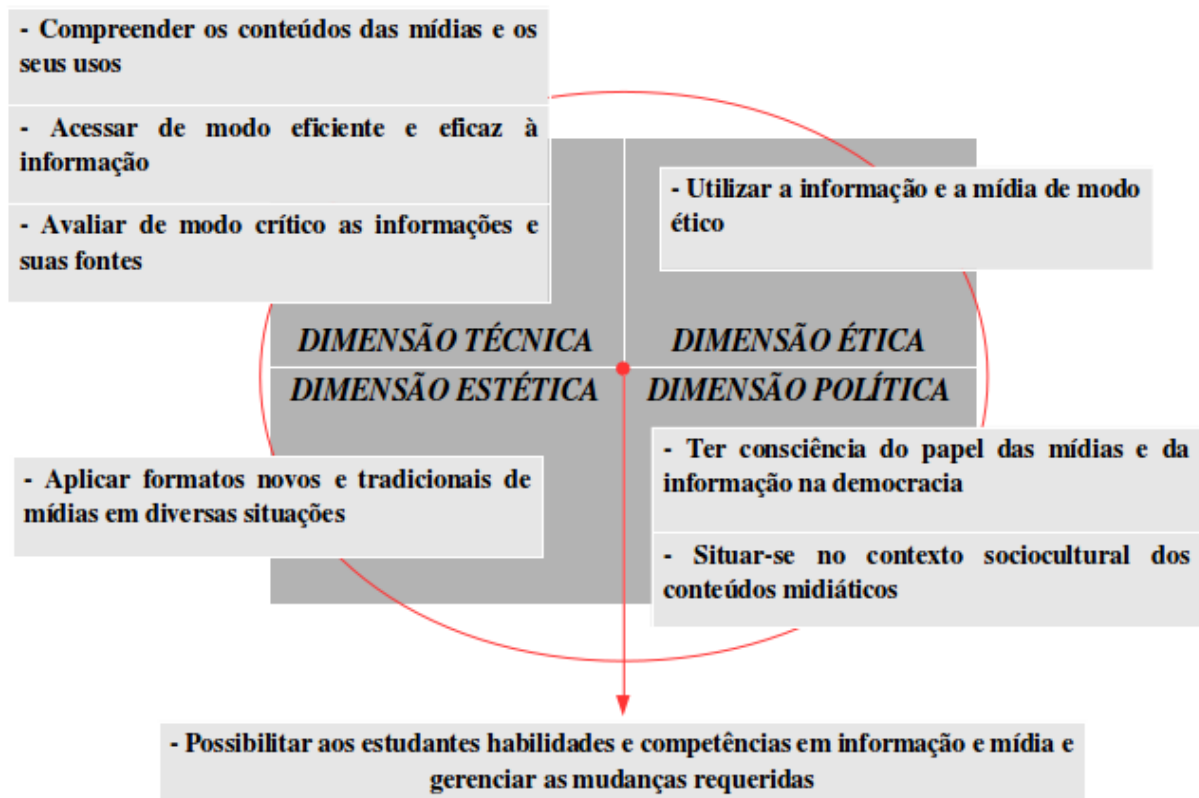 - Compreender os conteúdos das mídias e os
seus usos
- Acessar de modo eficiente e eficaz à
informação
- Avaliar de modo crítico as informações e
suas fontes
- Utilizar a informação e a mídia de modo
ético
DIMENSÃO TÉCNICA
DIMENSÃO ÉTICA
DIMENSÃO ESTÉTICA
DIMENSÃO POLÍTICA
- Aplicar formatos novos e tradicionais de
mídias em diversas situações
- Ter consciência do papel das mídias e da
informação na democracia
- Situar-se no contexto sociocultural dos
conteúdos midiáticos
- Possibilitar aos estudantes habilidades e competências em informação e mídia e
gerenciar as mudanças requeridas